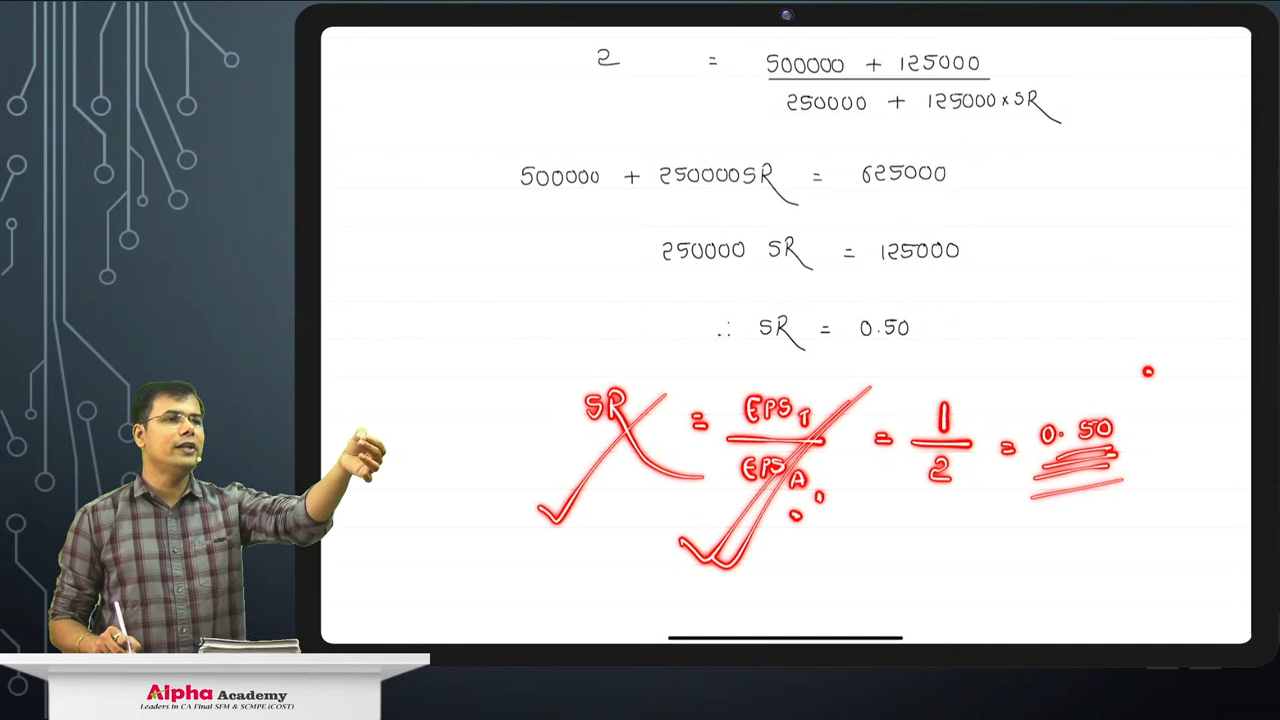 2 = 500000 + 125000
250000 + 125000 x SR
500000 + 250000SR = 625000
250000 SR = 125000
∴ SR = 0.50
SR = EPS_T / EPS_A = 1 / 2 = 0.50
Alpha Academy
Leaders in CA Final SFM & SCMPE (COST)